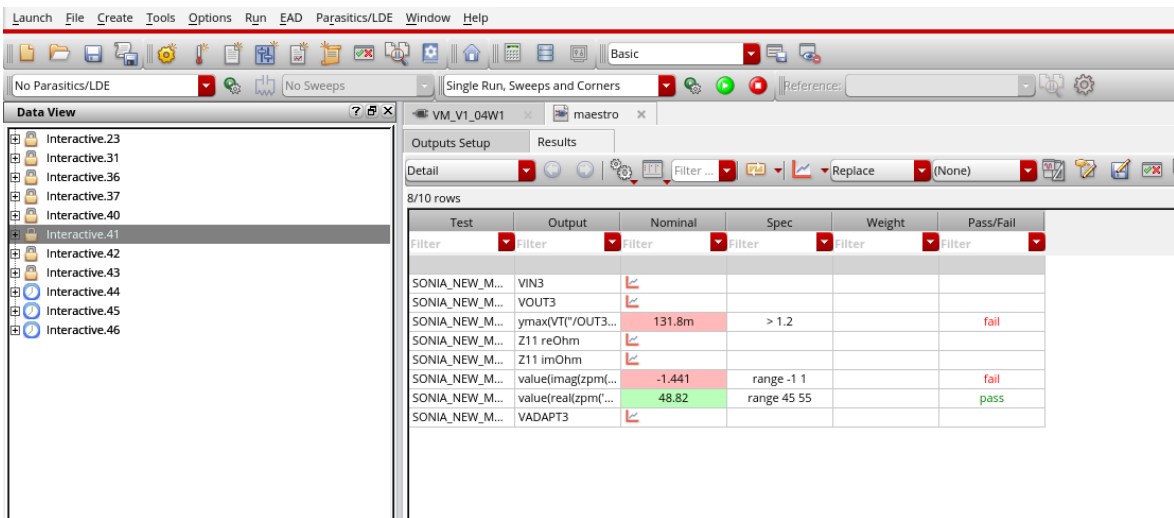 Launch File Create Tools Options Run EAD Parasitics/LDE Window Help
Basic
No Parasitics/LDE No Sweeps Single Run, Sweeps and Corners Reference:
Data View
VM_V1_04W1 maestro
Outputs Setup Results
Detail Filter ... Replace (None)
8/10 rows
Interactive.23
Interactive.31
Interactive.36
Interactive.37
Interactive.40
Interactive.41
Interactive.42
Interactive.43
Interactive.44
Interactive.45
Interactive.46
Test Output Nominal Spec Weight Pass/Fail
Filter Filter Filter Filter Filter Filter
SONIA_NEW_M... VIN3
SONIA_NEW_M... VOUT3
SONIA_NEW_M... ymax(VT("/OUT3... 131.8m > 1.2 fail
SONIA_NEW_M... Z11 reOhm
SONIA_NEW_M... Z11 imOhm
SONIA_NEW_M... value(imag(zpm(... -1.441 range -1 1 fail
SONIA_NEW_M... value(real(zpm('... 48.82 range 45 55 pass
SONIA_NEW_M... VADAPT3